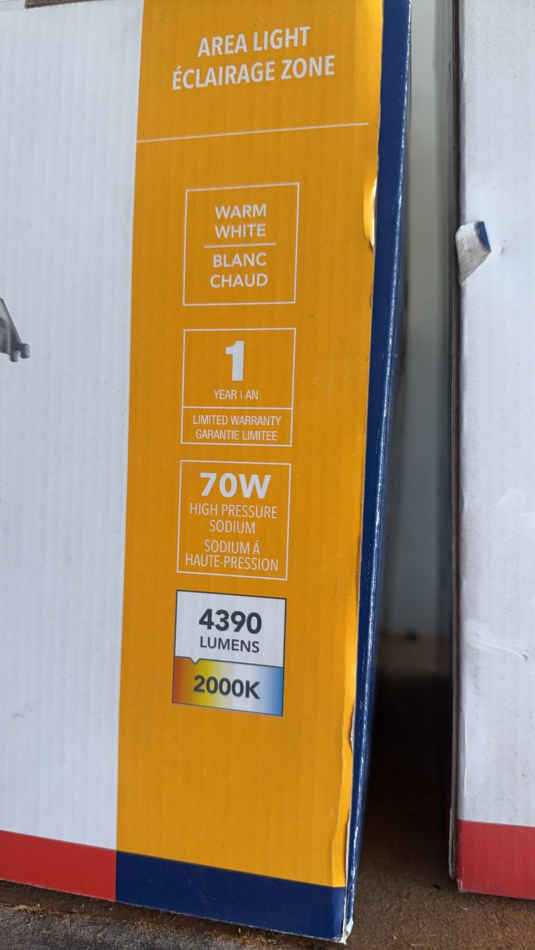 AREA LIGHT
ÉCLAIRAGE ZONE
WARM
WHITE
BLANC
CHAUD
1
YEAR | AN
LIMITED WARRANTY
GARANTIE LIMITEE
70W
HIGH PRESSURE
SODIUM
SODIUM Á
HAUTE-PRESSION
4390
LUMENS
2000K